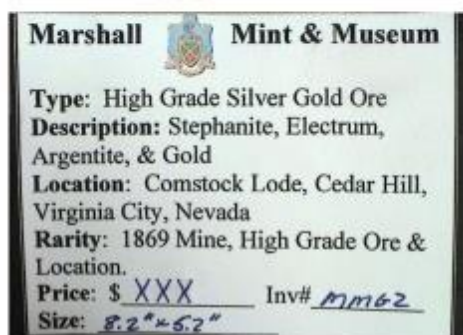 Marshall Mint & Museum
Type: High Grade Silver Gold Ore
Description: Stephanite, Electrum,
Argentite, & Gold
Location: Comstock Lode, Cedar Hill,
Virginia City, Nevada
Rarity: 1869 Mine, High Grade Ore &
Location.
Price: $ XXX Inv# MMG2
Size: 8.2" x 5.2"